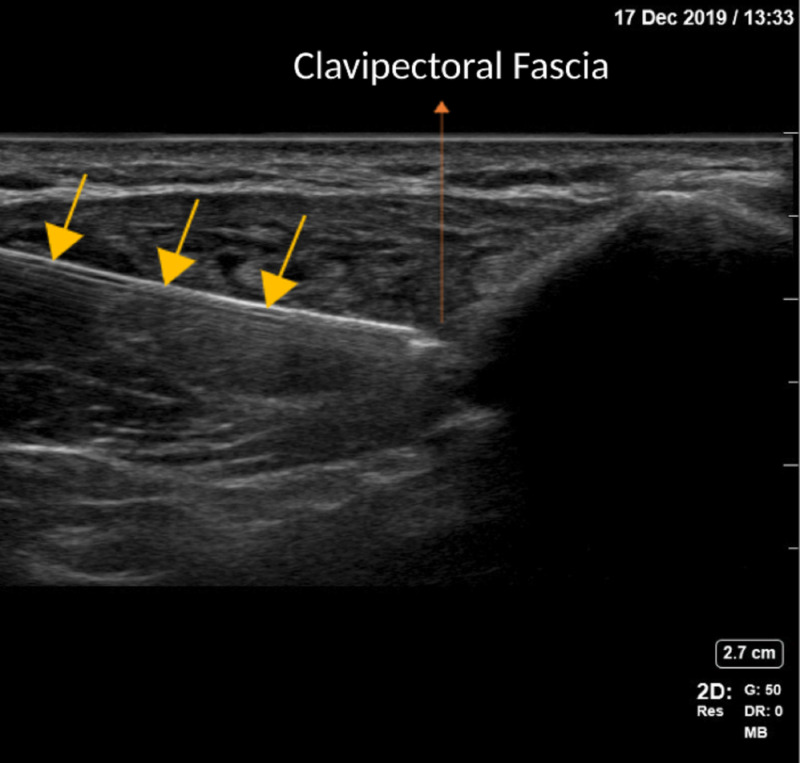 17 Dec 2019 / 13:33
Clavipectoral Fascia
2.7 cm
2D: G: 50
Res DR: 0
MB